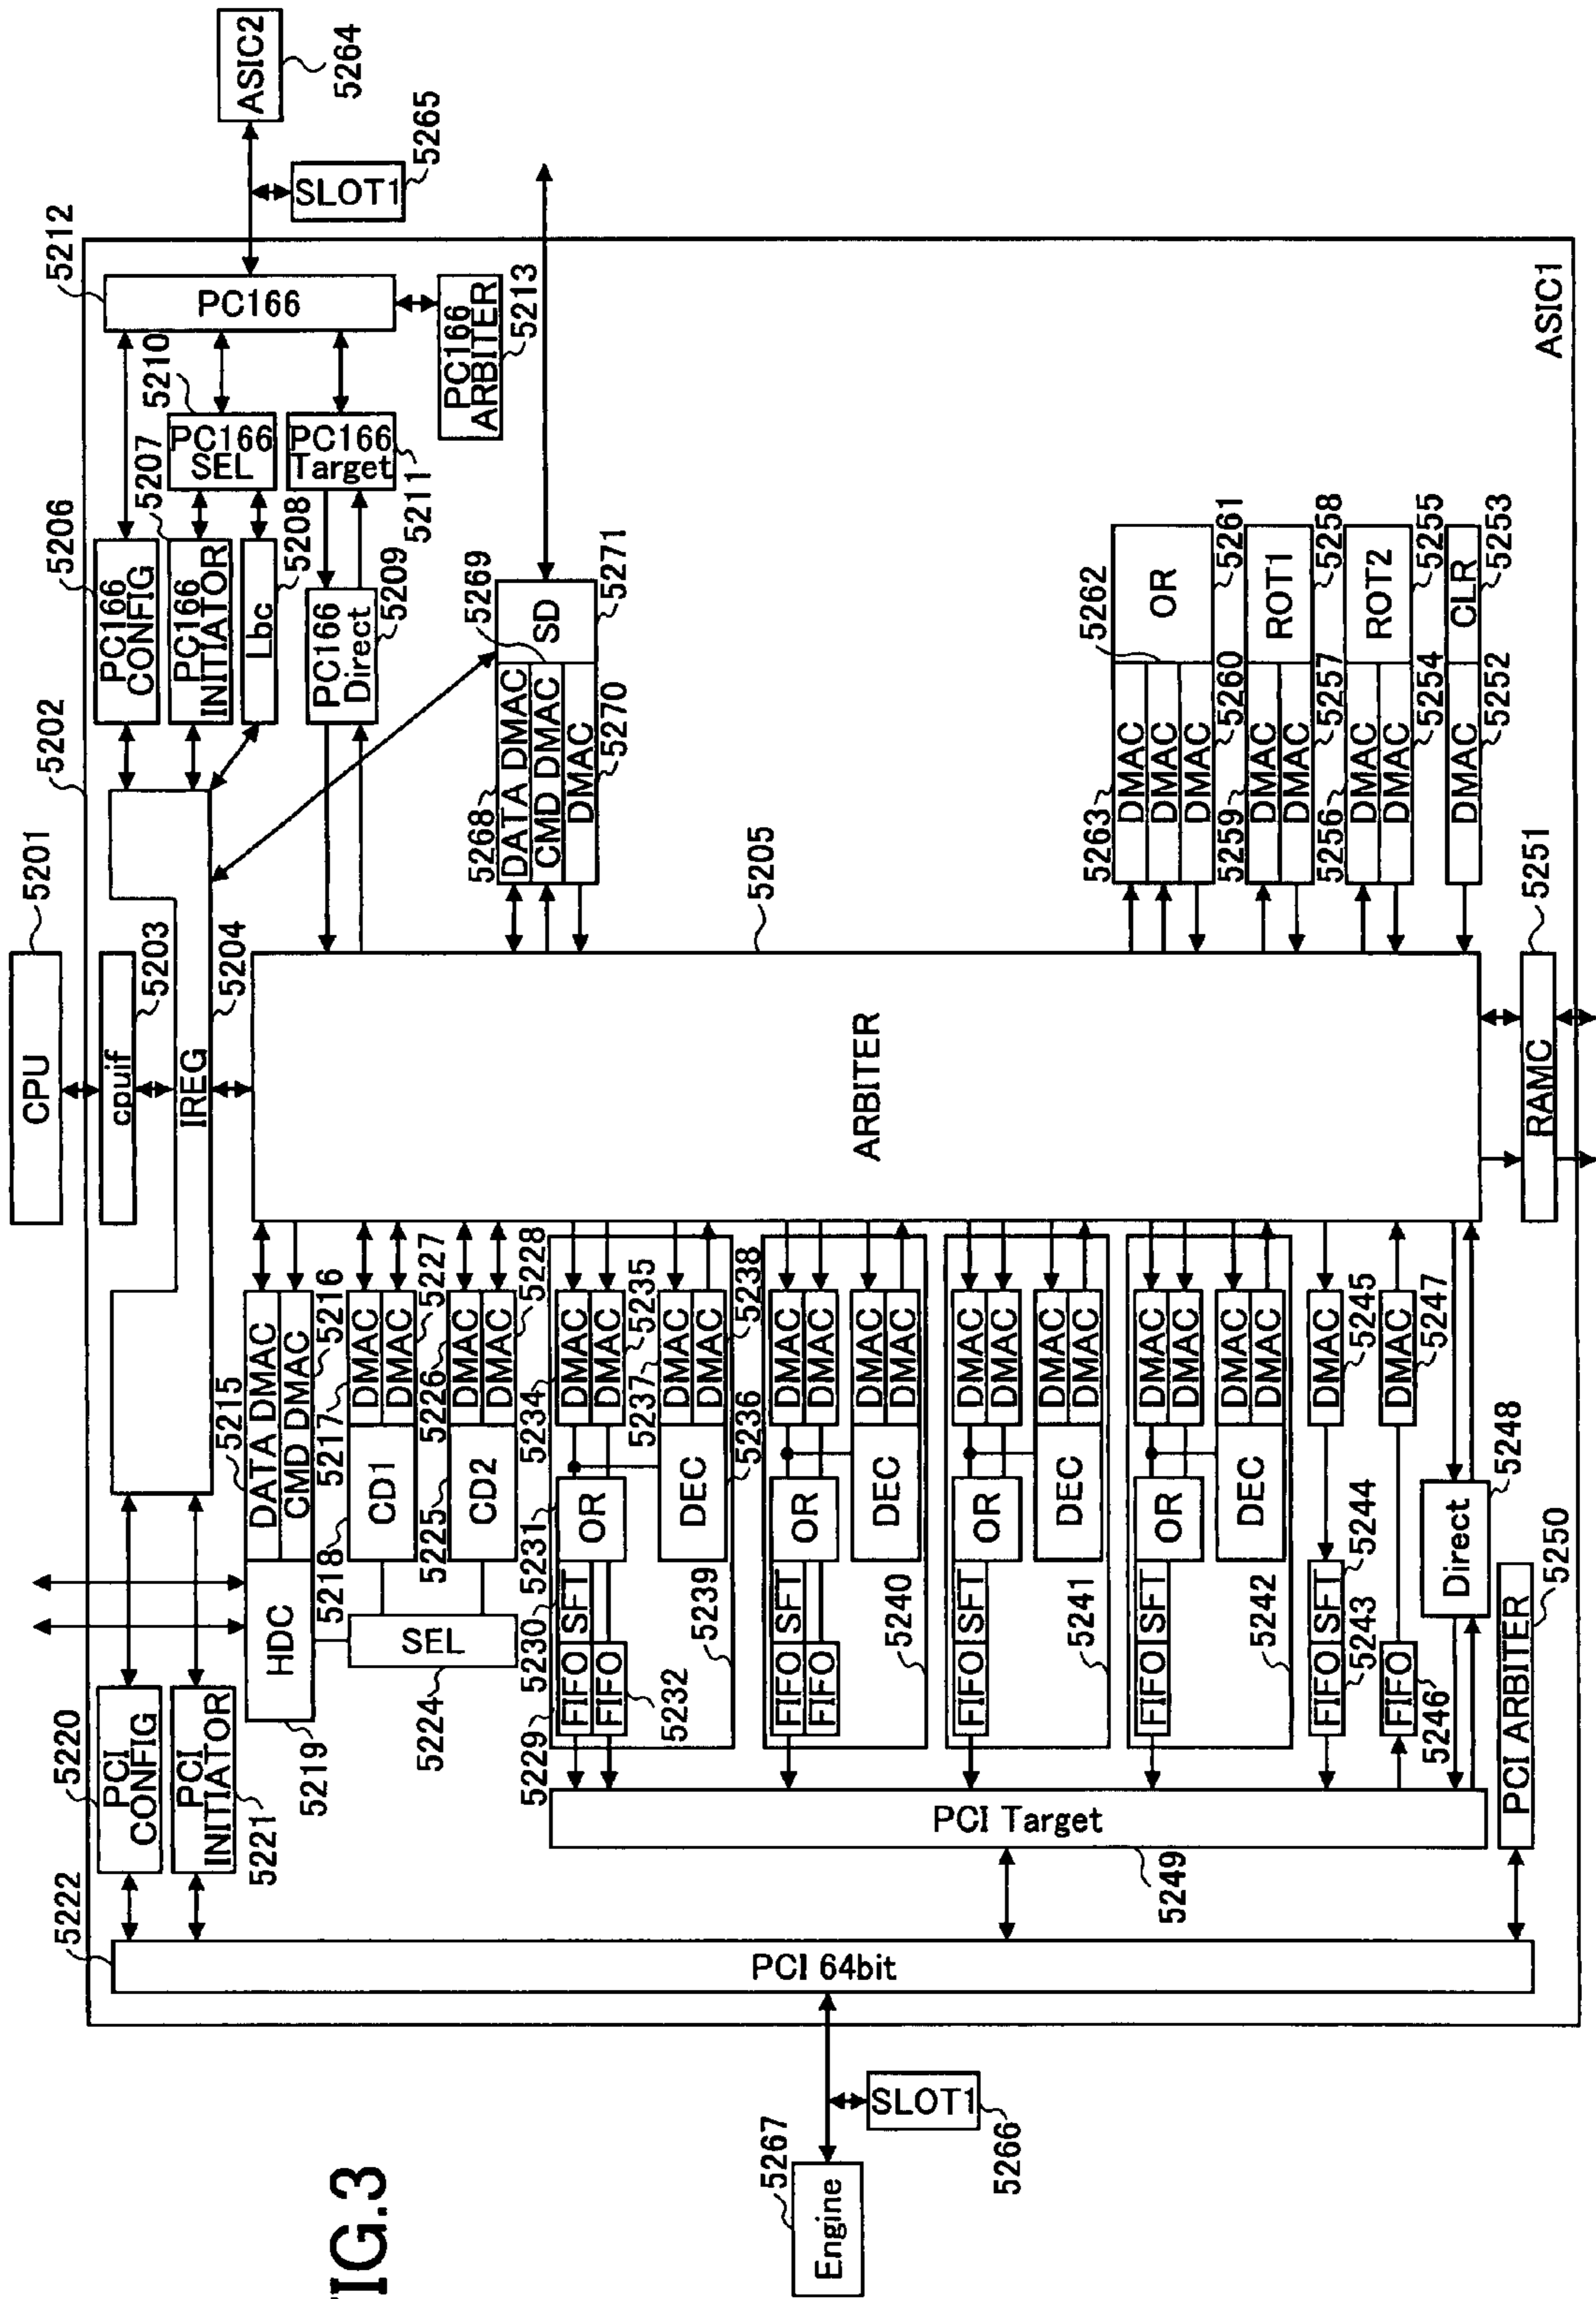 FIG.3
CPU
5201
5202
cpuif
5203
IREG
5204
ARBITER
5205
PC166
CONFIG
5206
PC166
INITIATOR
5207
Lbc
5208
PC166
Direct
5209
PC166
SEL
5210
PC166
Target
5211
PC166
5212
PC166
ARBITER
5213
ASIC2
5264
SLOT1
5265
5222
PCI
CONFIG
5220
PCI
INITIATOR
5221
HDC
5219
DATA DMAC
5215
CMD DMAC
5216
5217
DMAC
DMAC
5227
CD1
5218
5226
DMAC
DMAC
5228
CD2
5225
SEL
5224
5268
DATA DMAC
CMD DMAC
DMAC
5270
5269
SD
5271
5229
FIFO
5230
SFT
5231
OR
5234
DMAC
FIFO
5232
DMAC
5235
5237
DMAC
DMAC
5238
DEC
5236
5239
FIFO
SFT
OR
DMAC
FIFO
DMAC
DEC
DMAC
DMAC
5240
FIFO
SFT
OR
DMAC
DMAC
DEC
DMAC
DMAC
5241
FIFO
SFT
OR
DMAC
DMAC
DEC
DMAC
DMAC
5242
FIFO
5243
SFT
5244
DMAC
5245
FIFO
5246
DMAC
5247
Direct
5248
PCI Target
5249
PCI ARBITER
5250
PCI 64bit
Engine
5267
SLOT1
5266
5263
DMAC
DMAC
DMAC
5260
5262
OR
5261
5259
DMAC
DMAC
5257
ROT1
5258
5256
DMAC
DMAC
5254
ROT2
5255
DMAC
5252
CLR
5253
RAMC
5251
ASIC1